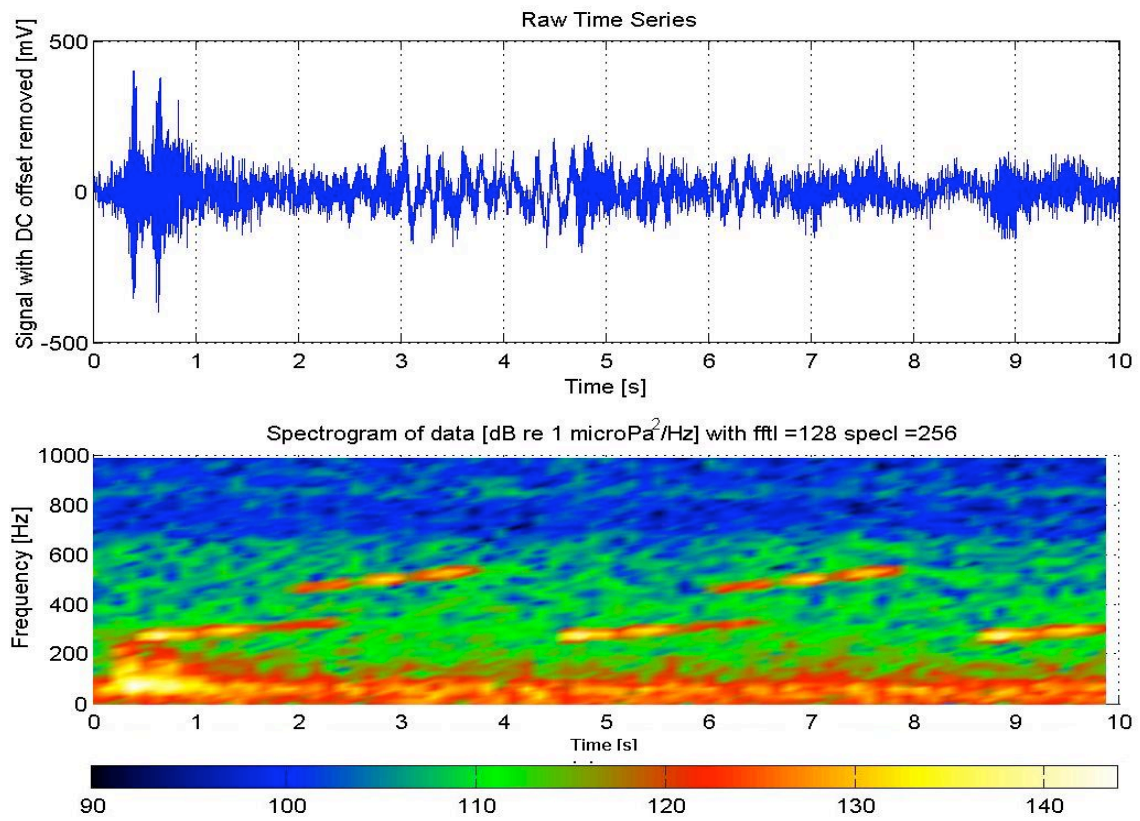 Raw Time Series
Signal with DC offset removed [mV]
500
0
-500
0 1 2 3 4 5 6 7 8 9 10
Time [s]
Spectrogram of data [dB re 1 microPa²/Hz] with fftl =128 specl =256
Frequency [Hz]
1000
800
600
400
200
0
0 1 2 3 4 5 6 7 8 9 10
Time [s]
90 100 110 120 130 140